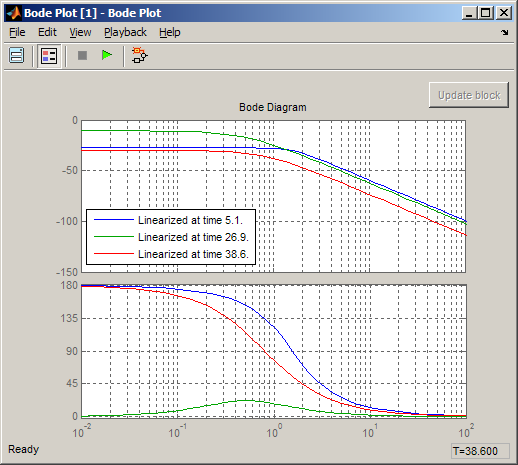 Bode Plot [1] - Bode Plot
File Edit View Playback Help
Update block
Bode Diagram
0
-50
-100
-150
Linearized at time 5.1.
Linearized at time 26.9.
Linearized at time 38.6.
180
135
90
45
0
10^-2 10^-1 10^0 10^1 10^2
Ready T=38.600